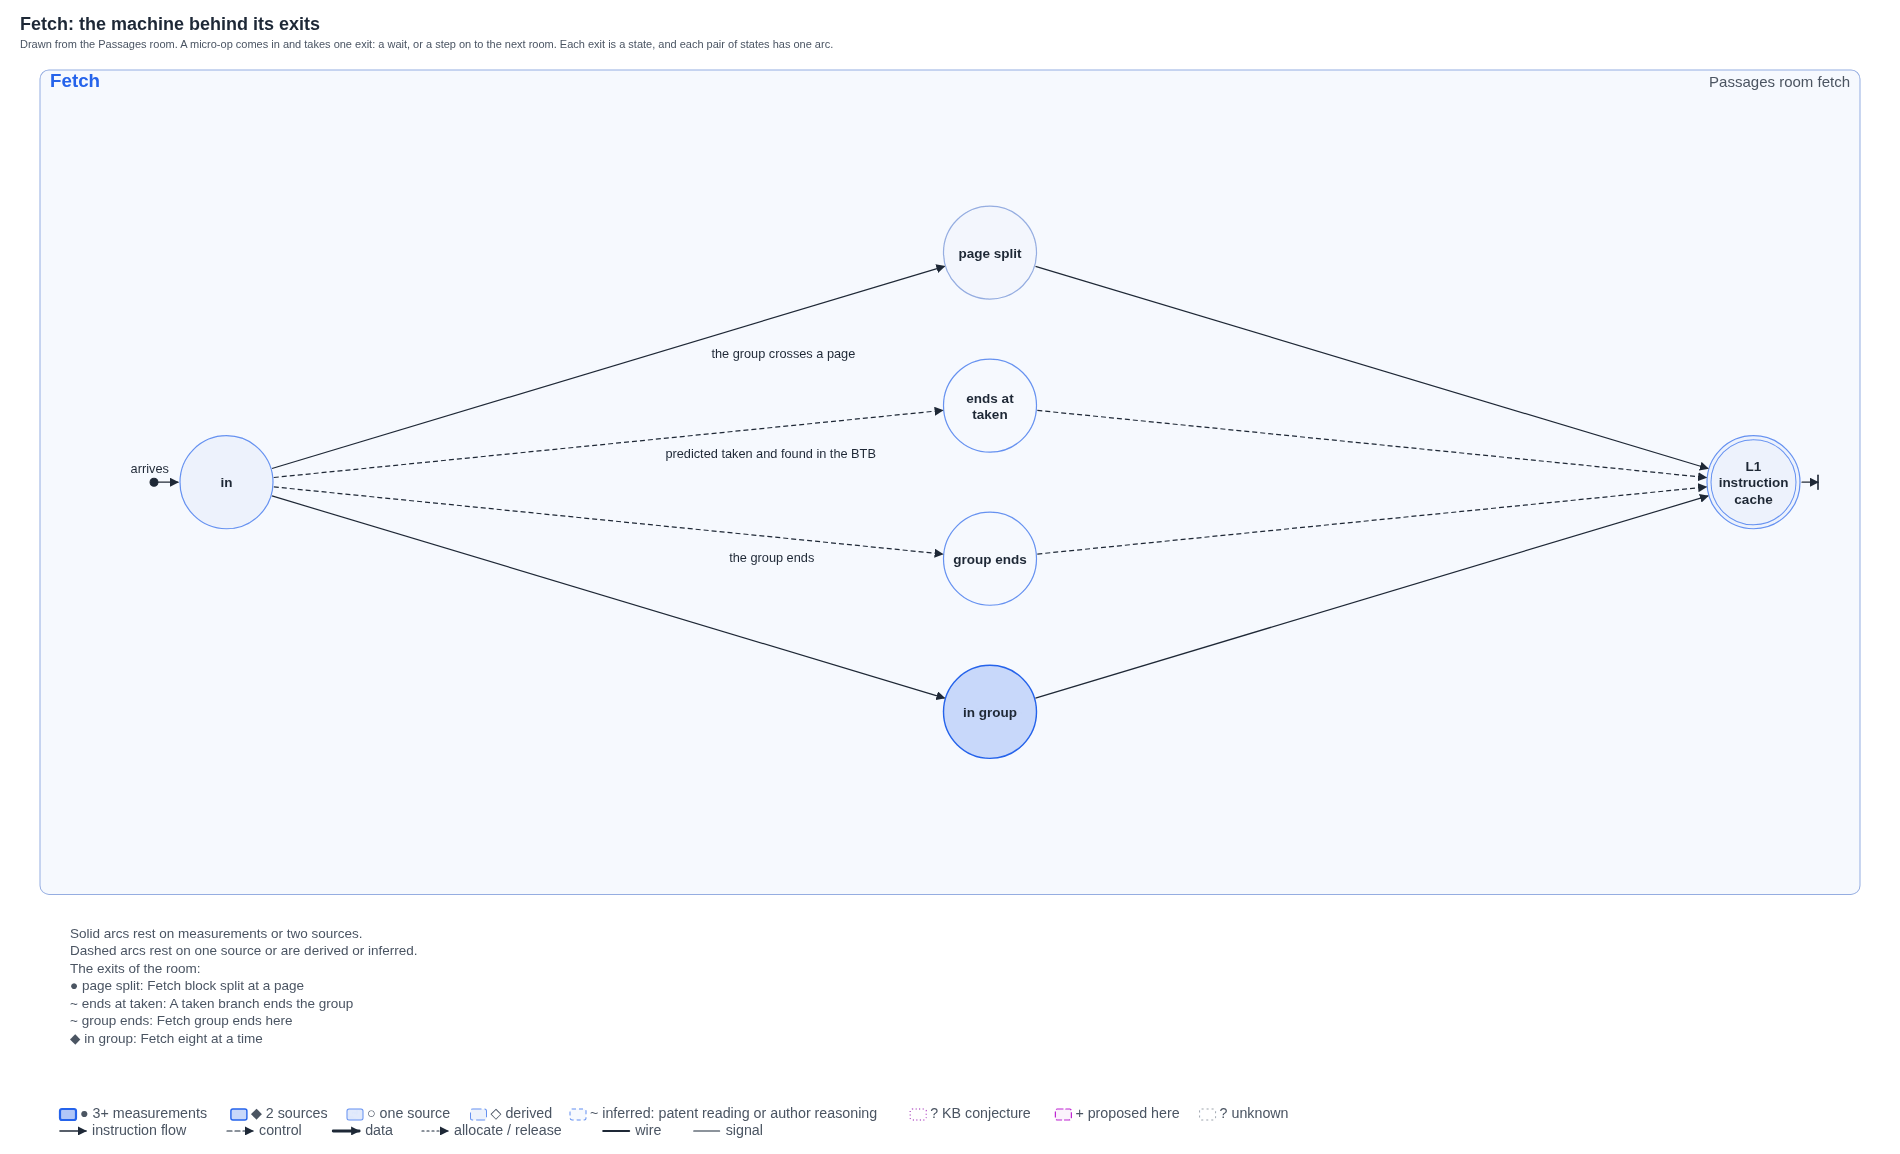 Fetch: the machine behind its exits
Drawn from the Passages room. A micro-op comes in and takes one exit: a wait, or a step on to the next room. Each exit is a state, and each pair of states has one arc.
Fetch
Passages room fetch
page split
the group crosses a page
ends at
taken
predicted taken and found in the BTB
arrives
in
L1
instruction
cache
the group ends
group ends
in group
Solid arcs rest on measurements or two sources.
Dashed arcs rest on one source or are derived or inferred.
The exits of the room:
● page split: Fetch block split at a page
~ ends at taken: A taken branch ends the group
~ group ends: Fetch group ends here
◆ in group: Fetch eight at a time
● 3+ measurements ◆ 2 sources ○ one source ◇ derived ~ inferred: patent reading or author reasoning ? KB conjecture + proposed here ? unknown
instruction flow control data allocate / release wire signal